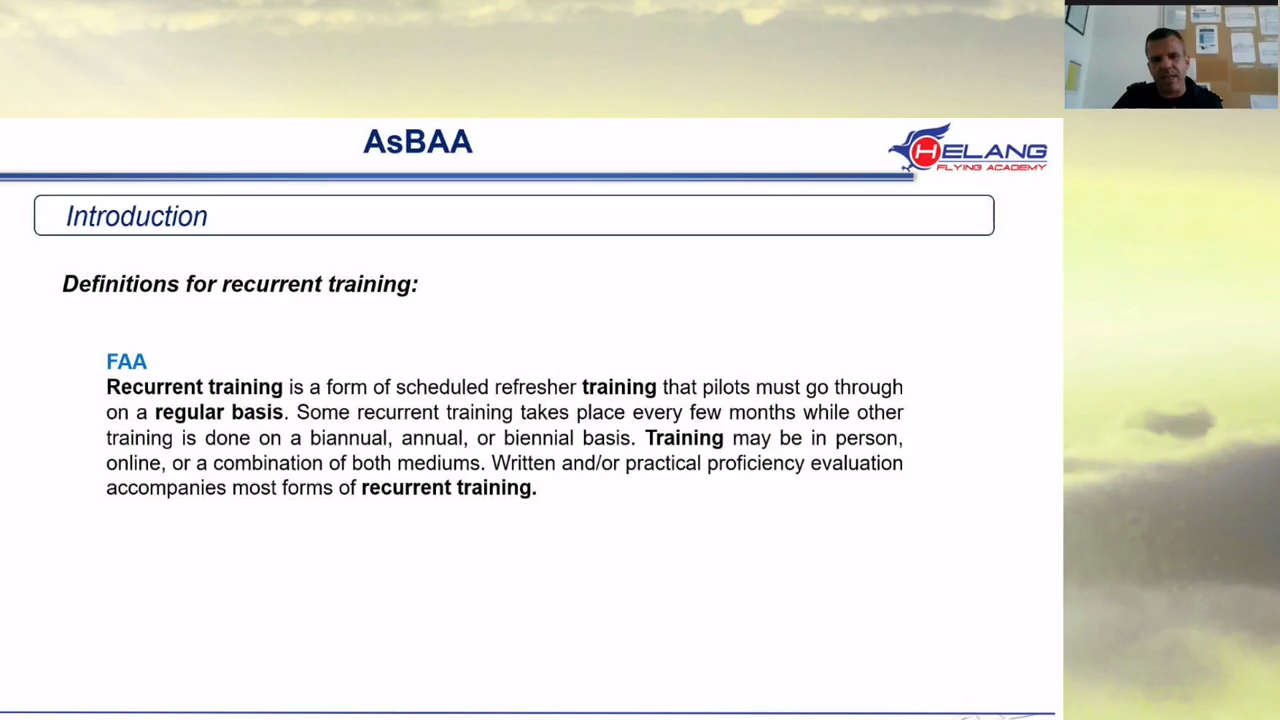 AsBAA
HELANG
FLYING ACADEMY
Introduction
Definitions for recurrent training:
FAA
Recurrent training is a form of scheduled refresher training that pilots must go through
on a regular basis. Some recurrent training takes place every few months while other
training is done on a biannual, annual, or biennial basis. Training may be in person,
online, or a combination of both mediums. Written and/or practical proficiency evaluation
accompanies most forms of recurrent training.